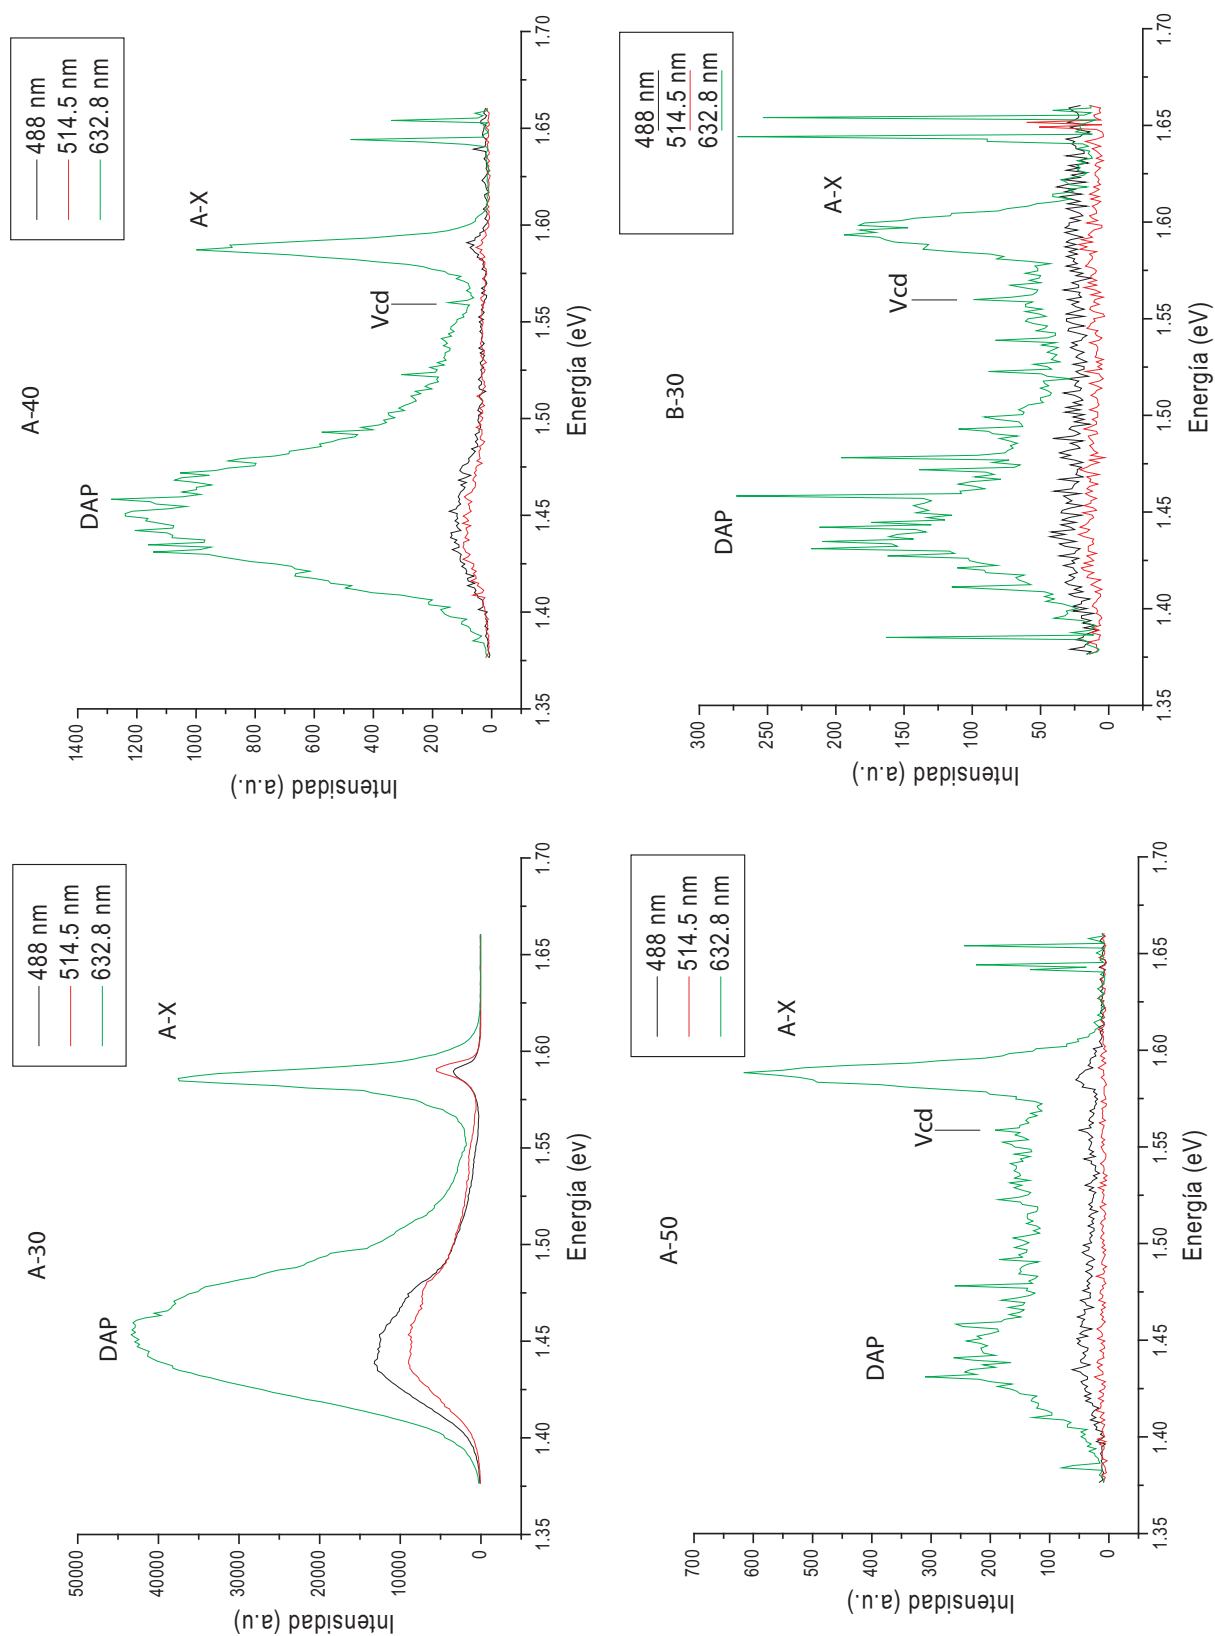 A-30
488 nm
514.5 nm
632.8 nm
DAP
A-X
50000
40000
30000
20000
10000
0
Intensidad (a.u)
1.35 1.40 1.45 1.50 1.55 1.60 1.65 1.70
Energía (ev)
A-40
488 nm
514.5 nm
632.8 nm
DAP
Vcd
A-X
1400
1200
1000
800
600
400
200
0
Intensidad (a.u.)
1.35 1.40 1.45 1.50 1.55 1.60 1.65 1.70
Energía (eV)
A-50
488 nm
514.5 nm
632.8 nm
DAP
Vcd
A-X
700
600
500
400
300
200
100
0
Intensidad (a.u.)
1.35 1.40 1.45 1.50 1.55 1.60 1.65 1.70
Energía (eV)
B-30
488 nm
514.5 nm
632.8 nm
DAP
Vcd
A-X
300
250
200
150
100
50
0
Intensidad (a.u.)
1.35 1.40 1.45 1.50 1.55 1.60 1.65 1.70
Energía (eV)